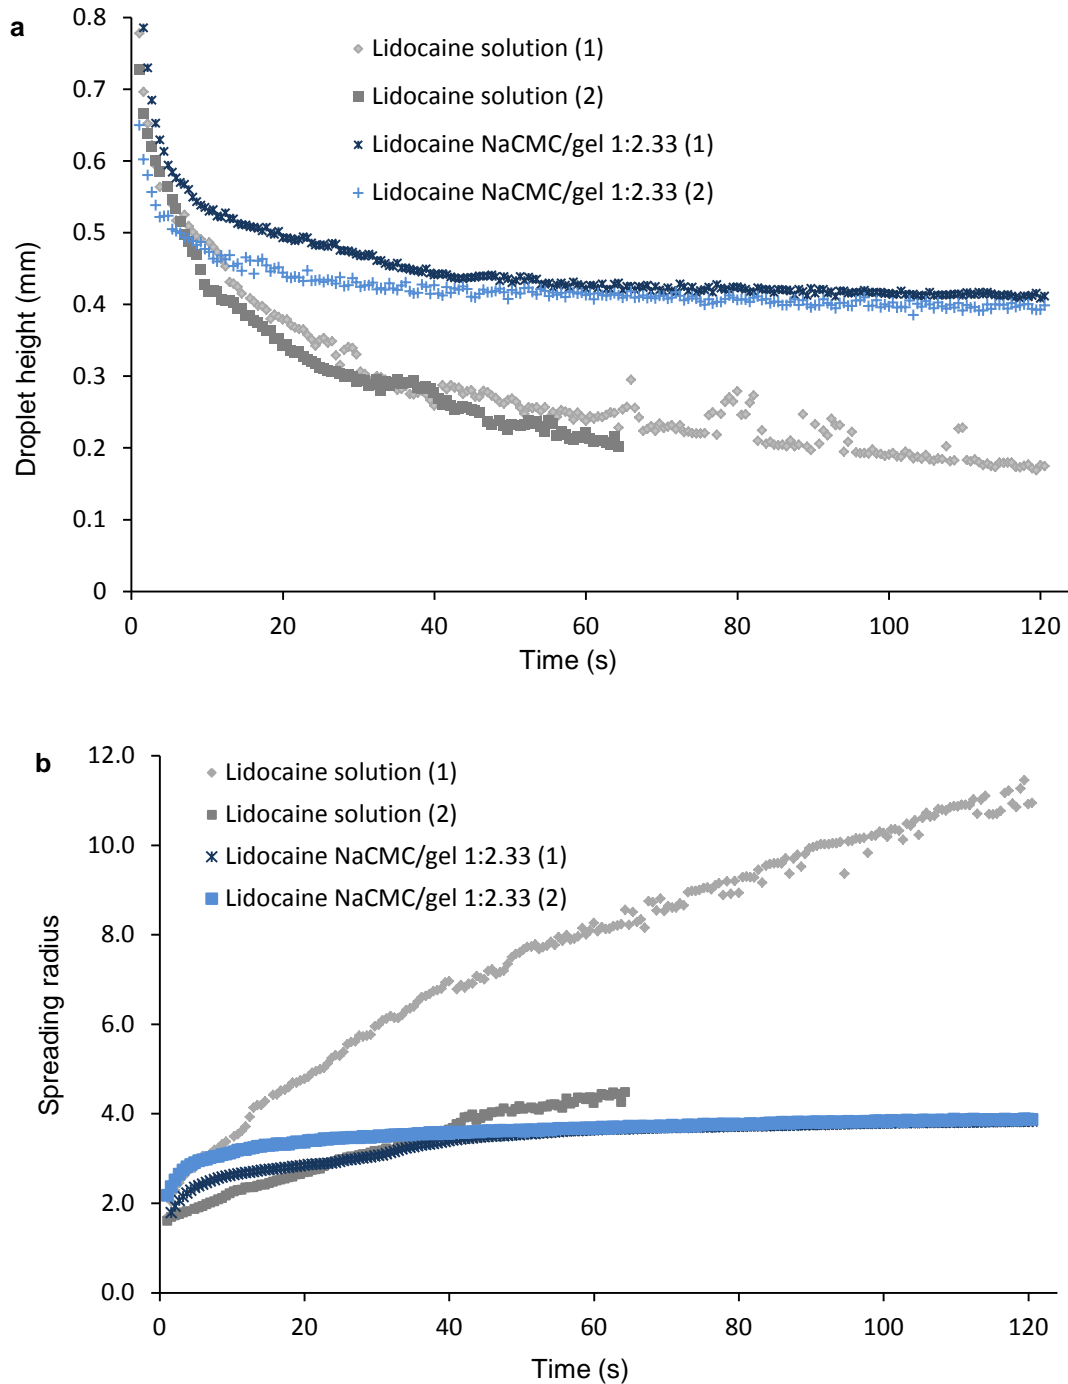 a
0.8
0.7
0.6
0.5
0.4
0.3
0.2
0.1
0
Droplet height (mm)
Lidocaine solution (1)
Lidocaine solution (2)
Lidocaine NaCMC/gel 1:2.33 (1)
Lidocaine NaCMC/gel 1:2.33 (2)
0 20 40 60 80 100 120
Time (s)
b
12.0
10.0
8.0
6.0
4.0
2.0
0.0
Spreading radius
Lidocaine solution (1)
Lidocaine solution (2)
Lidocaine NaCMC/gel 1:2.33 (1)
Lidocaine NaCMC/gel 1:2.33 (2)
0 20 40 60 80 100 120
Time (s)